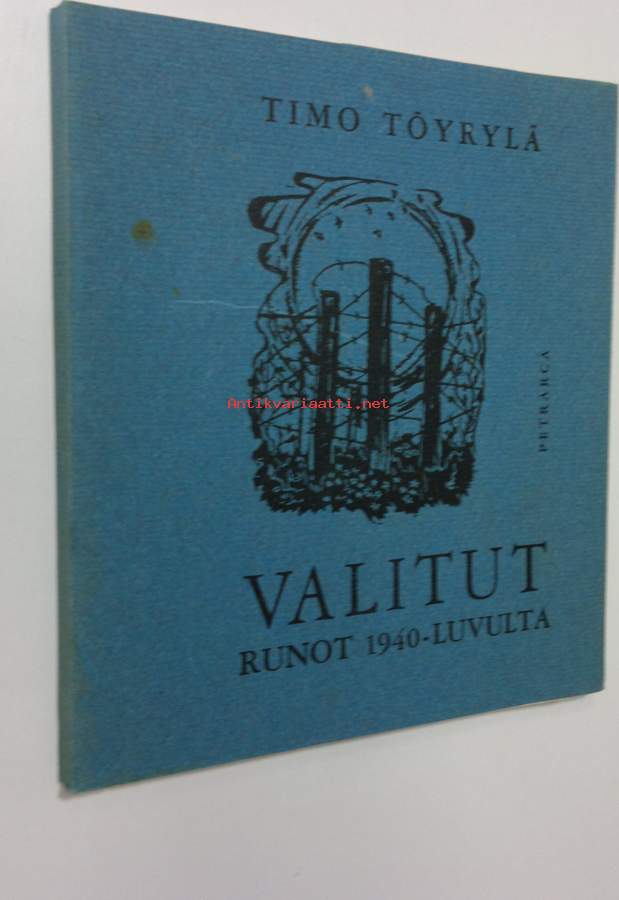 TIMO TÖYRYLÄ
Antikvariaatti.net
PETRARCA
VALITUT
RUNOT 1940-LUVULTA